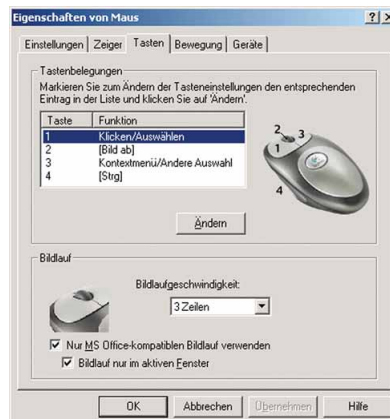 Eigenschaften von Maus
Einstellungen Zeiger Tasten Bewegung Geräte
Tastenbelegungen
Markieren Sie zum Ändern der Tasteneinstellungen den entsprechenden
Eintrag in der Liste und klicken Sie auf 'Ändern'.
Taste Funktion
1 Klicken/Auswählen
2 [Bild ab]
3 Kontextmenü/Andere Auswahl
4 [Strg]
2
3
1
4
Ändern
Bildlauf
Bildlaufgeschwindigkeit:
3 Zeilen
Nur MS Office-kompatiblen Bildlauf verwenden
Bildlauf nur im aktiven Fenster
OK Abbrechen Übernehmen Hilfe